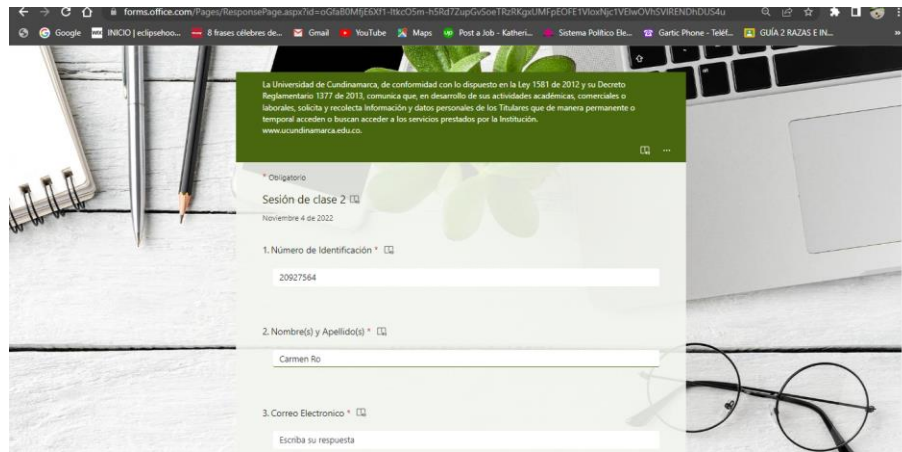 forms.office.com/Pages/ResponsePage.aspx?id=
Google INICIO | eclipsehoo... 8 frases célebres de... Gmail YouTube Maps Post a Job - Katheri... Sistema Político Ele... Gartic Phone - Teléf... GUÍA 2 RAZAS E IN... »
La Universidad de Cundinamarca, de conformidad con lo dispuesto en la Ley 1581 de 2012 y su Decreto
Reglamentario 1377 de 2013, comunica que, en desarrollo de sus actividades académicas, comerciales o
laborales, solicita y recolecta Información y datos personales de los Titulares que de manera permanente o
temporal acceden o buscan acceder a los servicios prestados por la Institución.
www.ucundinamarca.edu.co.
* Obligatorio
Sesión de clase 2
Noviembre 4 de 2022
1. Número de Identificación *
20927564
2. Nombre(s) y Apellido(s) *
Carmen Ro
3. Correo Electronico *
Escriba su respuesta